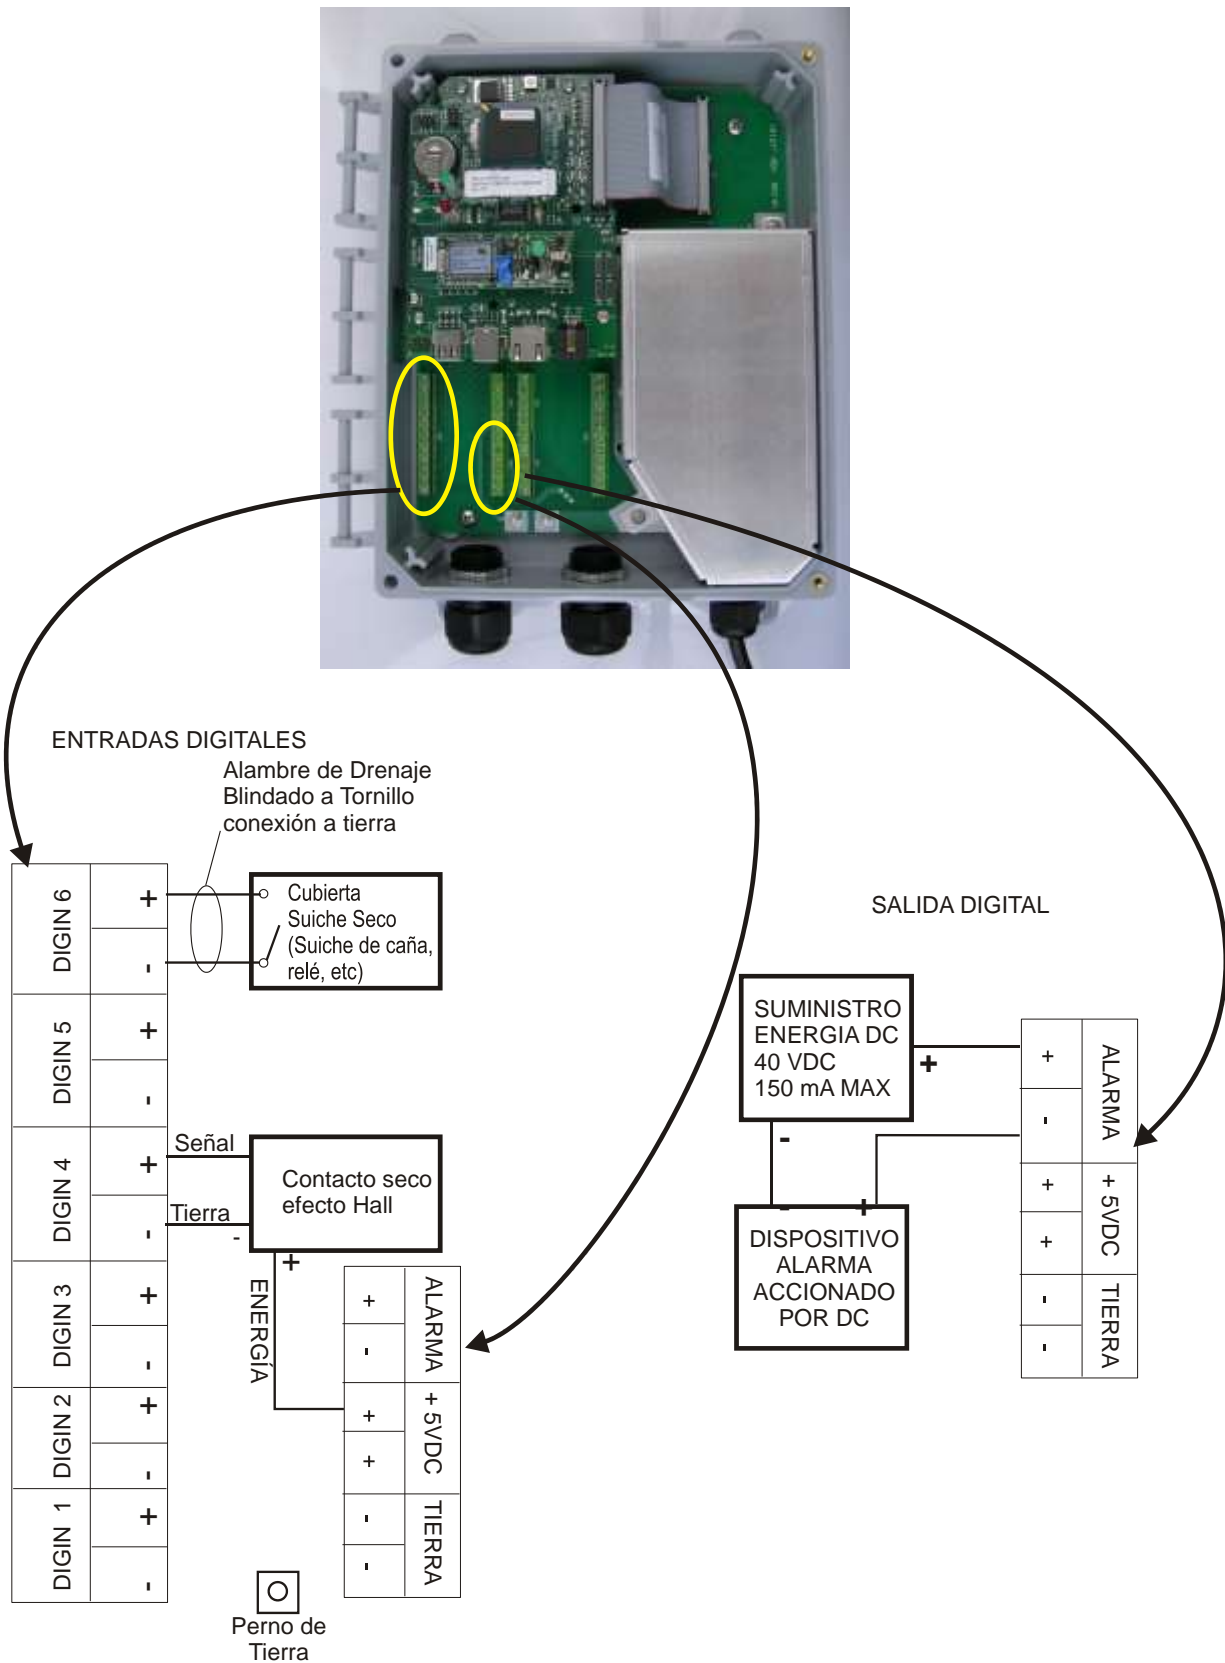 ENTRADAS DIGITALES
Alambre de Drenaje
Blindado a Tornillo
conexión a tierra
DIGIN 6
+
-
Cubierta
Suiche Seco
(Suiche de caña,
relé, etc)
DIGIN 5
+
-
DIGIN 4
+
-
Señal
Tierra
-
Contacto seco
efecto Hall
+
ENERGÍA
DIGIN 3
+
-
DIGIN 2
+
-
DIGIN 1
+
-
+
-
ALARMA
+
+
+ 5VDC
-
-
TIERRA
Perno de
Tierra
SALIDA DIGITAL
SUMINISTRO
ENERGIA DC
40 VDC
150 mA MAX
+
-
-
+
DISPOSITIVO
ALARMA
ACCIONADO
POR DC
+
-
ALARMA
+
+
+ 5VDC
-
-
TIERRA